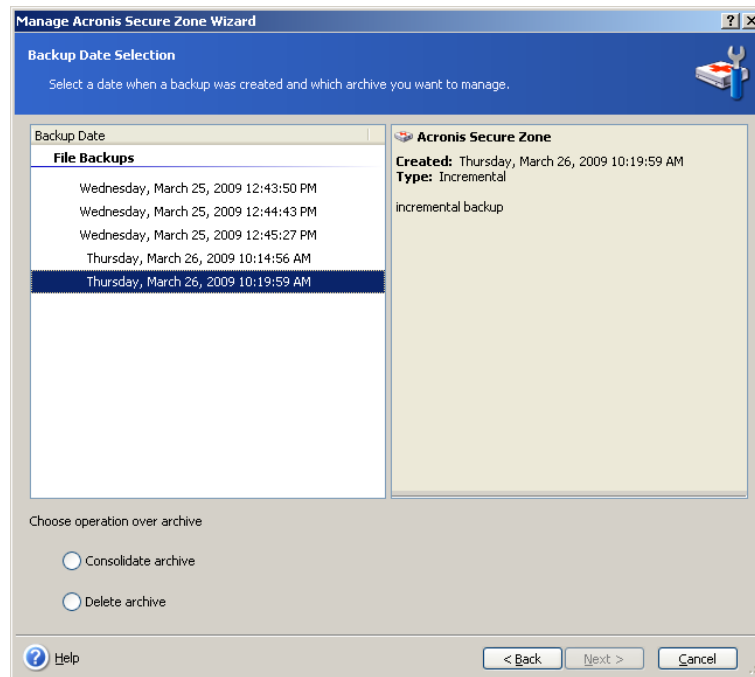 Manage Acronis Secure Zone Wizard
Backup Date Selection
Select a date when a backup was created and which archive you want to manage.
Backup Date
File Backups
Wednesday, March 25, 2009 12:43:50 PM
Wednesday, March 25, 2009 12:44:43 PM
Wednesday, March 25, 2009 12:45:27 PM
Thursday, March 26, 2009 10:14:56 AM
Thursday, March 26, 2009 10:19:59 AM
Acronis Secure Zone
Created: Thursday, March 26, 2009 10:19:59 AM
Type: Incremental
incremental backup
Choose operation over archive
Consolidate archive
Delete archive
Help
< Back
Next >
Cancel